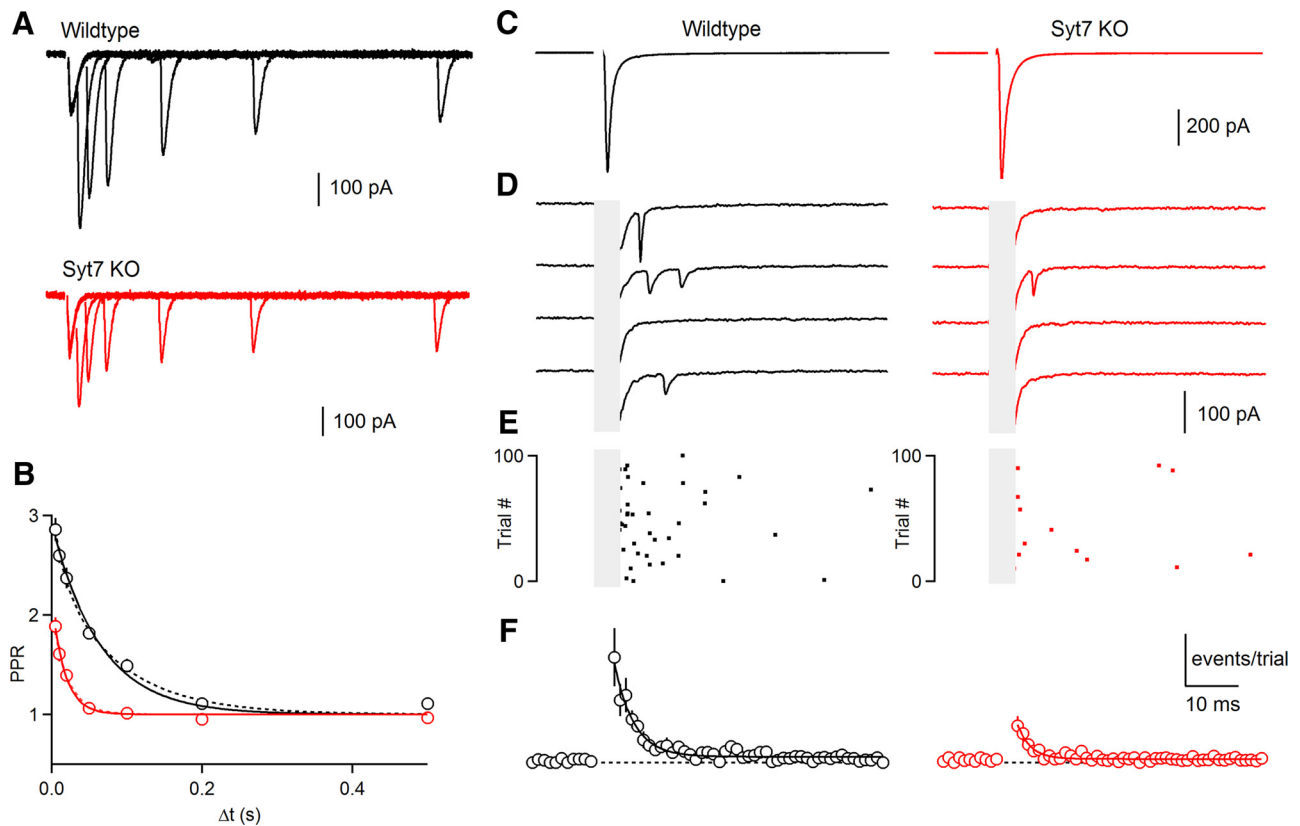 A
Wildtype
100 pA
Syt7 KO
100 pA
B
3
2
1
PPR
0.0
0.2
0.4
Δt (s)
C
Wildtype
Syt7 KO
200 pA
D
100 pA
E
100
0
Trial #
100
0
Trial #
F
events/trial
10 ms